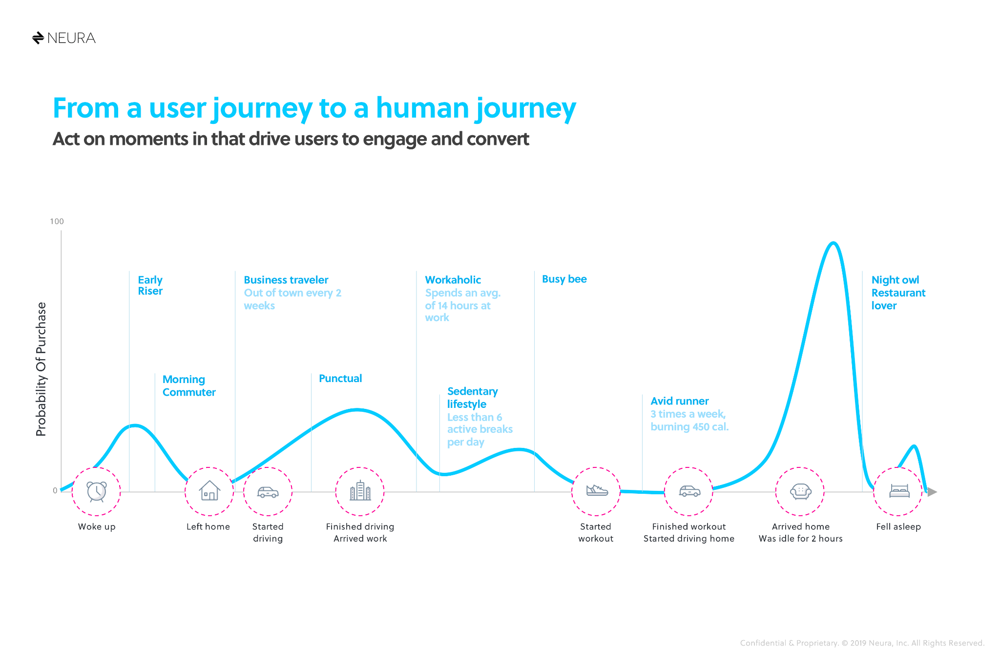 NEURA
From a user journey to a human journey
Act on moments in that drive users to engage and convert
100
Probability Of Purchase
0
Early
Riser
Morning
Commuter
Business traveler
Out of town every 2
weeks
Punctual
Workaholic
Spends an avg.
of 14 hours at
work
Sedentary
lifestyle
Less than 6
active breaks
per day
Busy bee
Avid runner
3 times a week,
burning 450 cal.
Night owl
Restaurant
lover
Woke up
Left home
Started
driving
Finished driving
Arrived work
Started
workout
Finished workout
Started driving home
Arrived home
Was idle for 2 hours
Fell asleep
Confidential & Proprietary. © 2019 Neura, Inc. All Rights Reserved.